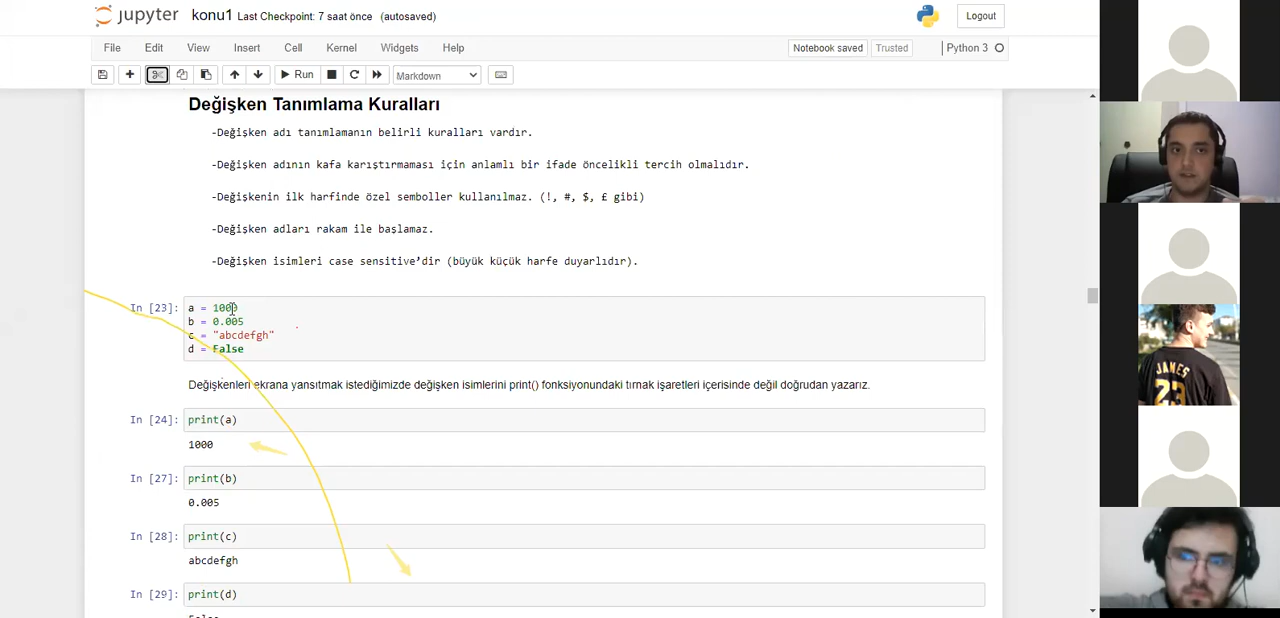 jupyter konu1 Last Checkpoint: 7 saat önce (autosaved) Logout
File Edit View Insert Cell Kernel Widgets Help Notebook saved Trusted Python 3
Run Markdown
Değişken Tanımlama Kuralları
-Değişken adı tanımlamanın belirli kuralları vardır.
-Değişken adının kafa karıştırmaması için anlamlı bir ifade öncelikli tercih olmalıdır.
-Değişkenin ilk harfinde özel semboller kullanılmaz. (!, #, $, £ gibi)
-Değişken adları rakam ile başlamaz.
-Değişken isimleri case sensitive’dir (büyük küçük harfe duyarlıdır).
In [23]: a = 1000
b = 0.005
c = "abcdefgh"
d = False
Değişkenleri ekrana yansıtmak istediğimizde değişken isimlerini print() fonksiyonundaki tırnak işaretleri içerisinde değil doğrudan yazarız.
In [24]: print(a)
1000
In [27]: print(b)
0.005
In [28]: print(c)
abcdefgh
In [29]: print(d)
False
JAMES
23